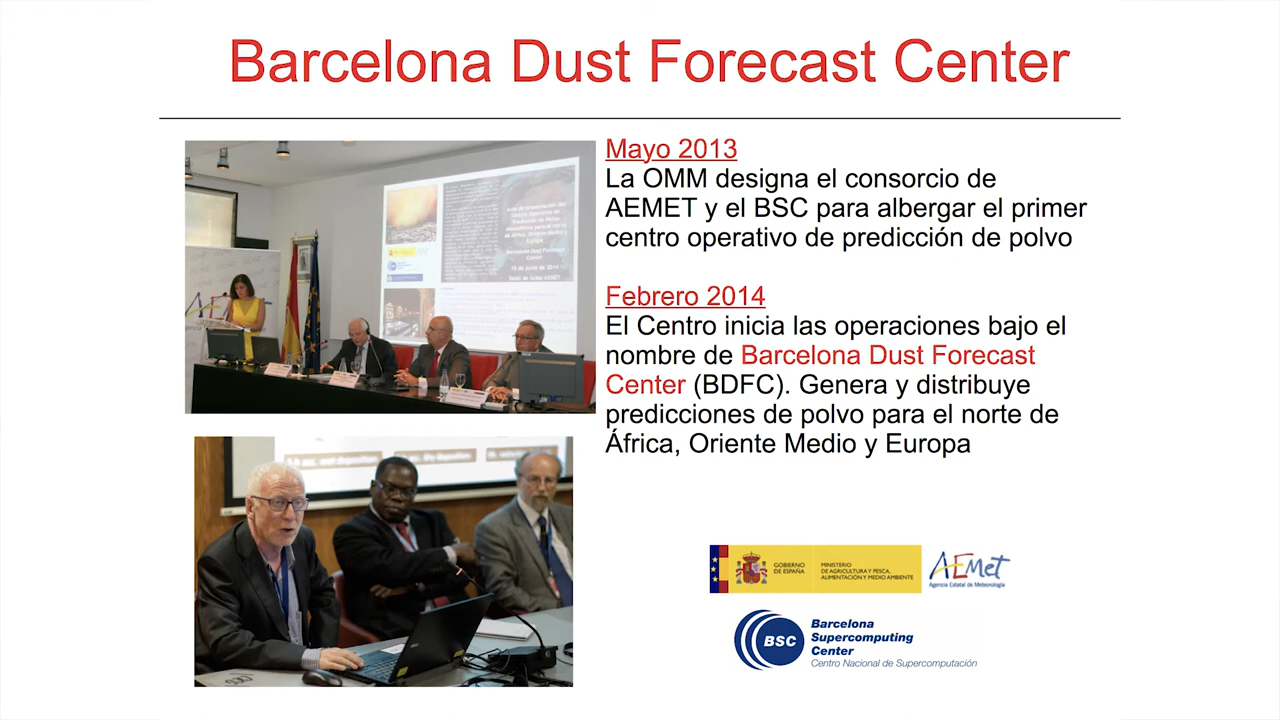 Barcelona Dust Forecast Center
Mayo 2013
La OMM designa el consorcio de
AEMET y el BSC para albergar el primer
centro operativo de predicción de polvo
Febrero 2014
El Centro inicia las operaciones bajo el
nombre de Barcelona Dust Forecast
Center (BDFC). Genera y distribuye
predicciones de polvo para el norte de
África, Oriente Medio y Europa
GOBIERNO
DE ESPAÑA
MINISTERIO
DE AGRICULTURA Y PESCA,
ALIMENTACIÓN Y MEDIO AMBIENTE
AEMet
Agencia Estatal de Meteorología
BSC
Barcelona
Supercomputing
Center
Centro Nacional de Supercomputación